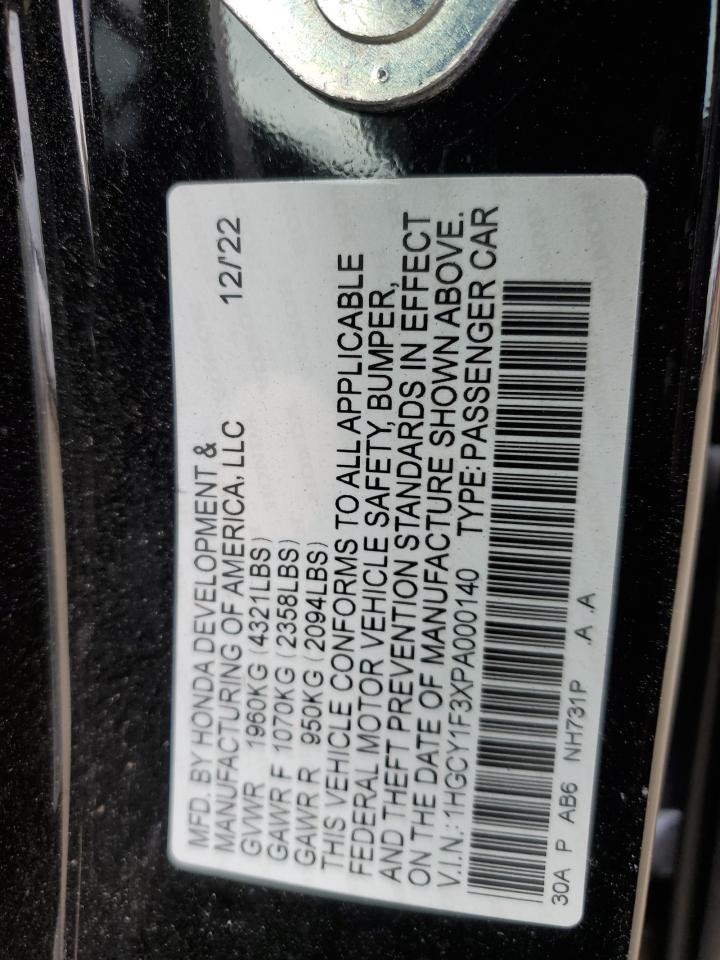 MFD. BY HONDA DEVELOPMENT &
MANUFACTURING OF AMERICA, LLC 12/'22
GVWR 1960KG (4321LBS)
GAWR F 1070KG (2358LBS)
GAWR R 950KG (2094LBS)
THIS VEHICLE CONFORMS TO ALL APPLICABLE
FEDERAL MOTOR VEHICLE SAFETY, BUMPER,
AND THEFT PREVENTION STANDARDS IN EFFECT
ON THE DATE OF MANUFACTURE SHOWN ABOVE.
V.I.N.: 1HGCY1F3XPA000140 TYPE: PASSENGER CAR
30A P AB6 NH731P .A .A